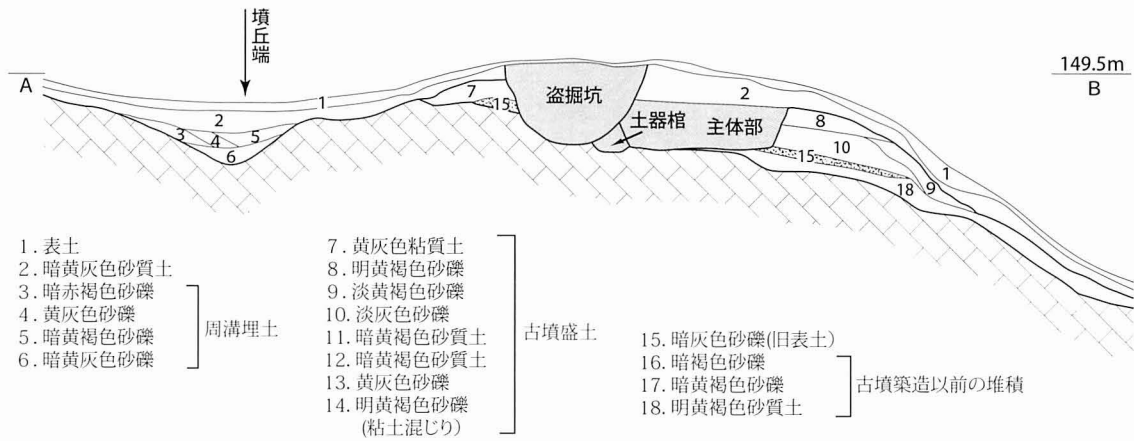 墳丘端
A
149.5m
B
1
2
3
4
5
6
7
15
盗掘坑
土器棺
主体部
2
8
10
15
18
9
1
1.表土
2.暗黄灰色砂質土
3.暗赤褐色砂礫
4.黄灰色砂礫
5.暗黄褐色砂礫
6.暗黄灰色砂礫
周溝埋土
7.黄灰色粘質土
8.明黄褐色砂礫
9.淡黄褐色砂礫
10.淡灰色砂礫
11.暗黄褐色砂質土
12.暗黄褐色砂質土
13.黄灰色砂礫
14.明黄褐色砂礫
(粘土混じり)
古墳盛土
15.暗灰色砂礫(旧表土)
16.暗褐色砂礫
17.暗黄褐色砂礫
18.明黄褐色砂質土
古墳築造以前の堆積